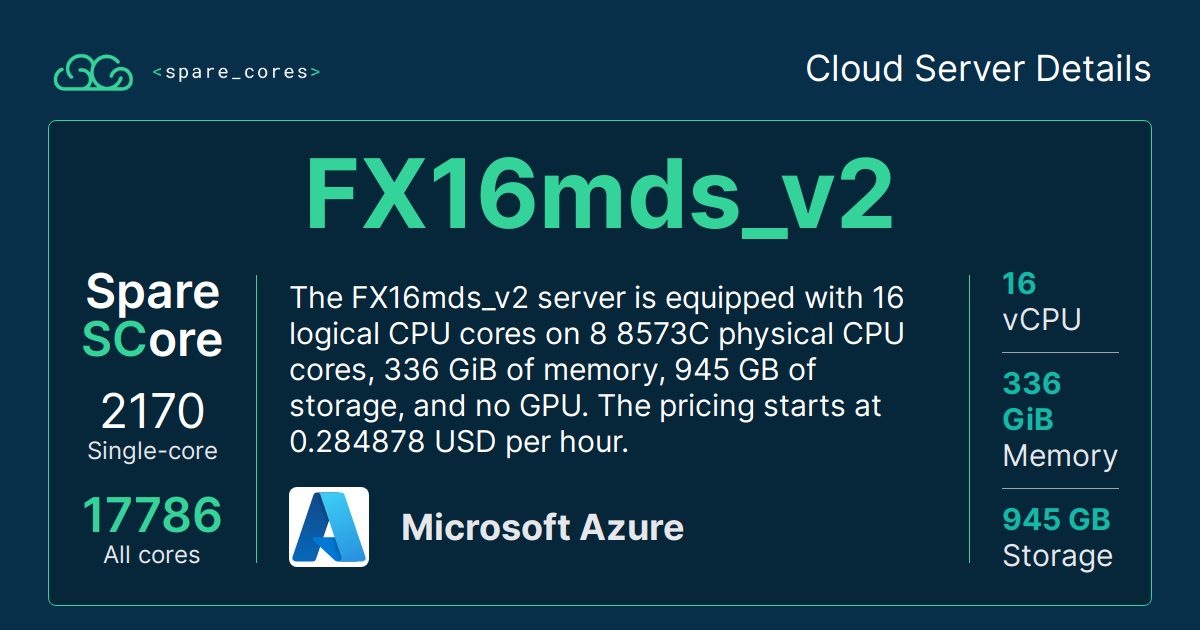 <spare_cores>
Cloud Server Details
FX16mds_v2
Spare
SCore
2170
Single-core
17786
All cores
The FX16mds_v2 server is equipped with 16
logical CPU cores on 8 8573C physical CPU
cores, 336 GiB of memory, 945 GB of
storage, and no GPU. The pricing starts at
0.284878 USD per hour.
Microsoft Azure
16
vCPU
336
GiB
Memory
945 GB
Storage